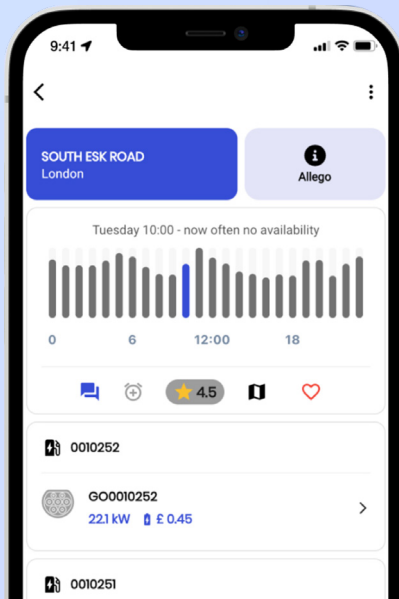 9:41
SOUTH ESK ROAD
London
Allego
Tuesday 10:00 - now often no availability
0 6 12:00 18
4.5
0010252
GO0010252
22.1 kW £ 0.45
0010251